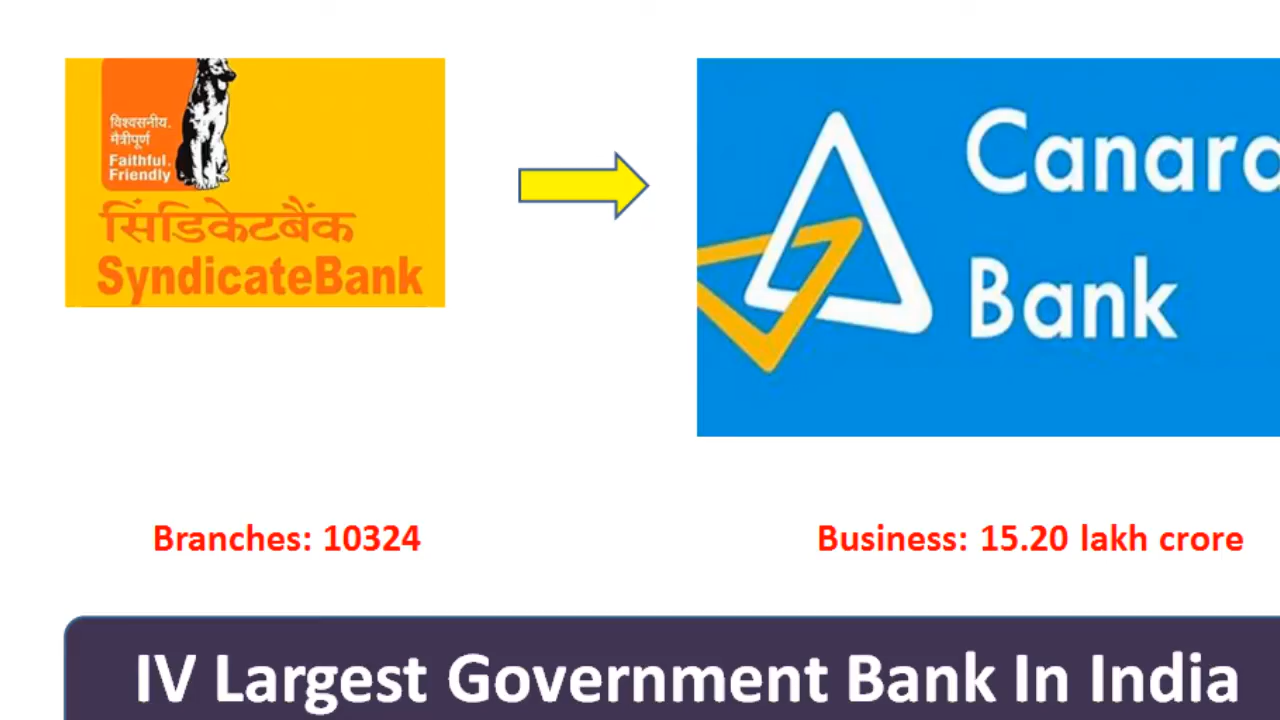 विश्वसनीय.
मैत्रीपूर्ण
Faithful.
Friendly
सिंडिकेटबैंक
SyndicateBank
Canara
Bank
Branches: 10324
Business: 15.20 lakh crore
IV Largest Government Bank In India